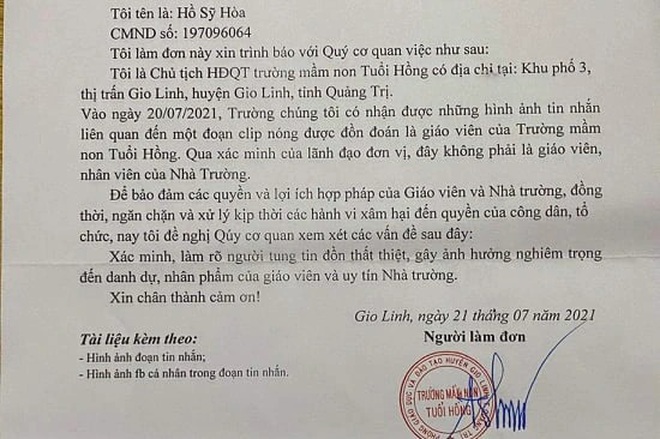 Tôi tên là: Hồ Sỹ Hòa
CMND số: 197096064
Tôi làm đơn này xin trình báo với Quý cơ quan việc như sau:
Tôi là Chủ tịch HĐQT trường mầm non Tuổi Hồng có địa chỉ tại: Khu phố 3,
thị trấn Gio Linh, huyện Gio Linh, tỉnh Quảng Trị.
Vào ngày 20/07/2021, Trường chúng tôi có nhận được những hình ảnh tin nhắn
liên quan đến một đoạn clip nóng được đồn đoán là giáo viên của Trường mầm
non Tuổi Hồng. Qua xác minh của lãnh đạo đơn vị, đây không phải là giáo viên,
nhân viên của Nhà Trường.
Để bảo đảm các quyền và lợi ích hợp pháp của Giáo viên và Nhà trường, đồng
thời, ngăn chặn và xử lý kịp thời các hành vi xâm hại đến quyền của công dân, tổ
chức, nay tôi đề nghị Qúy cơ quan xem xét các vấn đề sau đây:
Xác minh, làm rõ người tung tin đồn thất thiệt, gây ảnh hưởng nghiêm trọng
đến danh dự, nhân phẩm của giáo viên và uy tín Nhà trường.
Xin chân thành cảm ơn!
Gio Linh, ngày 21 tháng 07 năm 2021
Tài liệu kèm theo:
Người làm đơn
- Hình ảnh đoạn tin nhắn;
- Hình ảnh fb cá nhân trong đoạn tin nhắn.
PHÒNG GIÁO DỤC VÀ ĐÀO TẠO HUYỆN GIO LINH
TRƯỜNG MẦM NON
TUỔI HỒNG